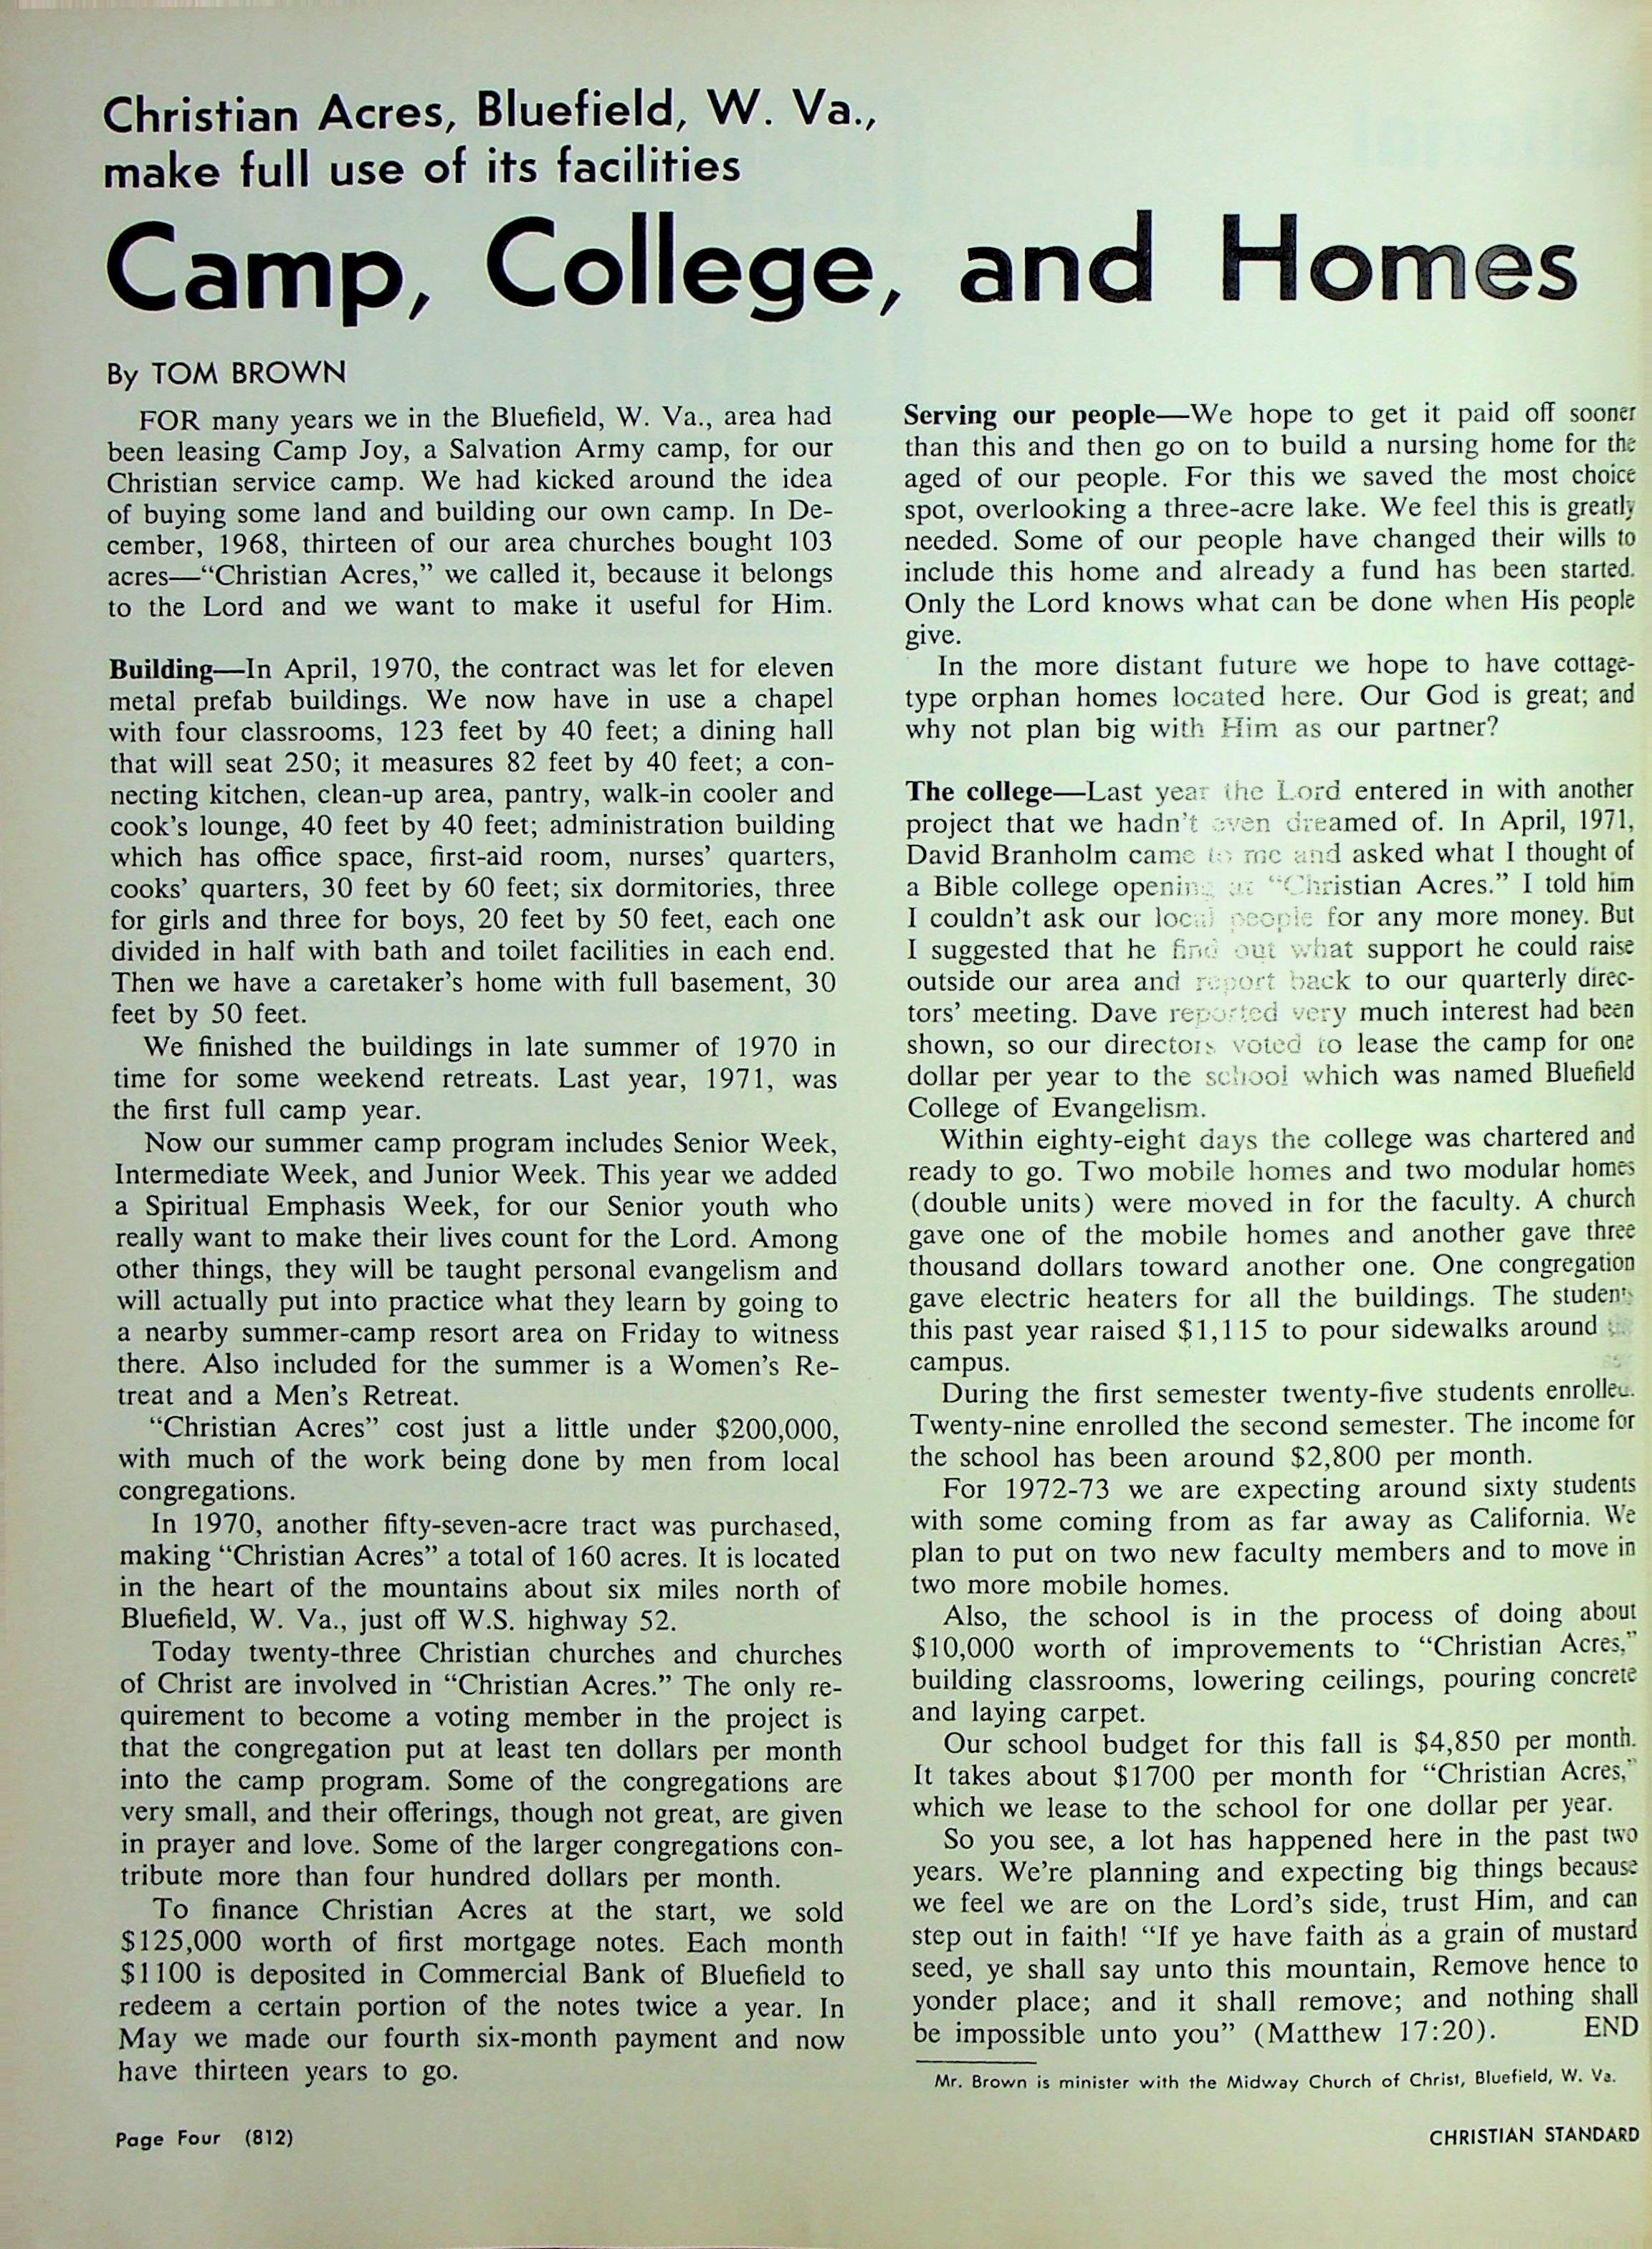 Christian Acres, Bluefield, W. Va.,
make full use of its facilities
Camp, College, and Homes
By TOM BROWN
FOR many years we in the Bluefield, W. Va., area had
been leasing Camp Joy, a Salvation Army camp, for our
Christian service camp. We had kicked around the idea
of buying some land and building our own camp. In De-
cember, 1968, thirteen of our area churches bought 103
acres—“Christian Acres,” we called it, because it belongs
to the Lord and we want to make it useful for Him.
Building—In April, 1970, the contract was let for eleven
metal prefab buildings. We now have in use a chapel
with four classrooms, 123 feet by 40 feet; a dining hall
that will seat 250; it measures 82 feet by 40 feet; a con-
necting kitchen, clean-up area, pantry, walk-in cooler and
cook’s lounge, 40 feet by 40 feet; administration building
which has office space, first-aid room, nurses’ quarters,
cooks’ quarters, 30 feet by 60 feet; six dormitories, three
for girls and three for boys, 20 feet by 50 feet, each one
divided in half with bath and toilet facilities in each end.
Then we have a caretaker’s home with full basement, 30
feet by 50 feet.
We finished the buildings in late summer of 1970 in
time for some weekend retreats. Last year, 1971, was
the first full camp year.
Now our summer camp program includes Senior Week,
Intermediate Week, and Junior Week. This year we added
a Spiritual Emphasis Week, for our Senior youth who
really want to make their lives count for the Lord. Among
other things, they will be taught personal evangelism and
will actually put into practice what they learn by going to
a nearby summer-camp resort area on Friday to witness
there. Also included for the summer is a Women’s Re-
treat and a Men’s Retreat.
“Christian Acres” cost just a little under $200,000,
with much of the work being done by men from local
congregations.
In 1970, another fifty-seven-acre tract was purchased,
making “Christian Acres” a total of 160 acres. It is located
in the heart of the mountains about six miles north of
Bluefield, W. Va., just off W.S. highway 52.
Today twenty-three Christian churches and churches
of Christ are involved in “Christian Acres.” The only re-
quirement to become a voting member in the project is
that the congregation put at least ten dollars per month
into the camp program. Some of the congregations are
very small, and their offerings, though not great, are given
in prayer and love. Some of the larger congregations con-
tribute more than four hundred dollars per month.
To finance Christian Acres at the start, we sold
$125,000 worth of first mortgage notes. Each month
$1100 is deposited in Commercial Bank of Bluefield to
redeem a certain portion of the notes twice a year. In
May we made our fourth six-month payment and now
have thirteen years to go.
Serving our people—We hope to get it paid off sooner
than this and then go on to build a nursing home for the
aged of our people. For this we saved the most choice
spot, overlooking a three-acre lake. We feel this is greatly
needed. Some of our people have changed their wills to
include this home and already a fund has been started.
Only the Lord knows what can be done when His people
give.
In the more distant future we hope to have cottage-
type orphan homes located here. Our God is great; and
why not plan big with Him as our partner?
The college—Last year the Lord entered in with another
project that we hadn’t even dreamed of. In April, 1971,
David Branholm came to me and asked what I thought of
a Bible college opening at “Christian Acres.” I told him
I couldn’t ask our local people for any more money. But
I suggested that he find out what support he could raise
outside our area and report back to our quarterly direc-
tors’ meeting. Dave reported very much interest had been
shown, so our directors voted to lease the camp for one
dollar per year to the school which was named Bluefield
College of Evangelism.
Within eighty-eight days the college was chartered and
ready to go. Two mobile homes and two modular homes
(double units) were moved in for the faculty. A church
gave one of the mobile homes and another gave three
thousand dollars toward another one. One congregation
gave electric heaters for all the buildings. The students
this past year raised $1,115 to pour sidewalks around
campus.
During the first semester twenty-five students enrolled.
Twenty-nine enrolled the second semester. The income for
the school has been around $2,800 per month.
For 1972-73 we are expecting around sixty students
with some coming from as far away as California. We
plan to put on two new faculty members and to move in
two more mobile homes.
Also, the school is in the process of doing about
$10,000 worth of improvements to “Christian Acres,”
building classrooms, lowering ceilings, pouring concrete
and laying carpet.
Our school budget for this fall is $4,850 per month.
It takes about $1700 per month for “Christian Acres,”
which we lease to the school for one dollar per year.
So you see, a lot has happened here in the past two
years. We’re planning and expecting big things because
we feel we are on the Lord’s side, trust Him, and can
step out in faith! “If ye have faith as a grain of mustard
seed, ye shall say unto this mountain, Remove hence to
yonder place; and it shall remove; and nothing shall
be impossible unto you” (Matthew 17:20). END
Mr. Brown is minister with the Midway Church of Christ, Bluefield, W. Va.
Page Four (812)
CHRISTIAN STANDARD